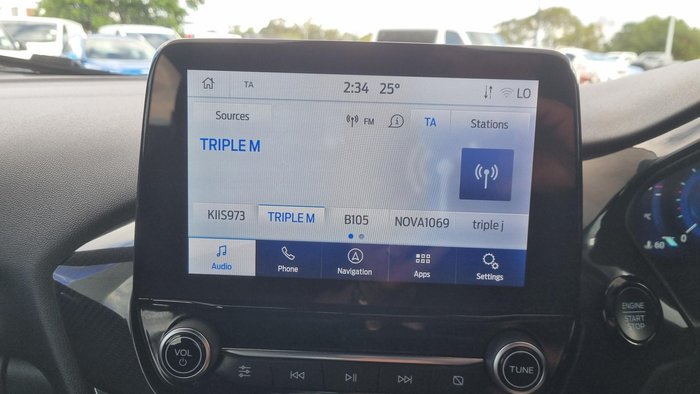 TA 2:34 25° LO
Sources FM TA Stations
TRIPLE M
KIIS973 TRIPLE M B105 NOVA1069 triple j
Audio Phone Navigation Apps Settings
60
ENGINE
START
STOP
VOL
TUNE